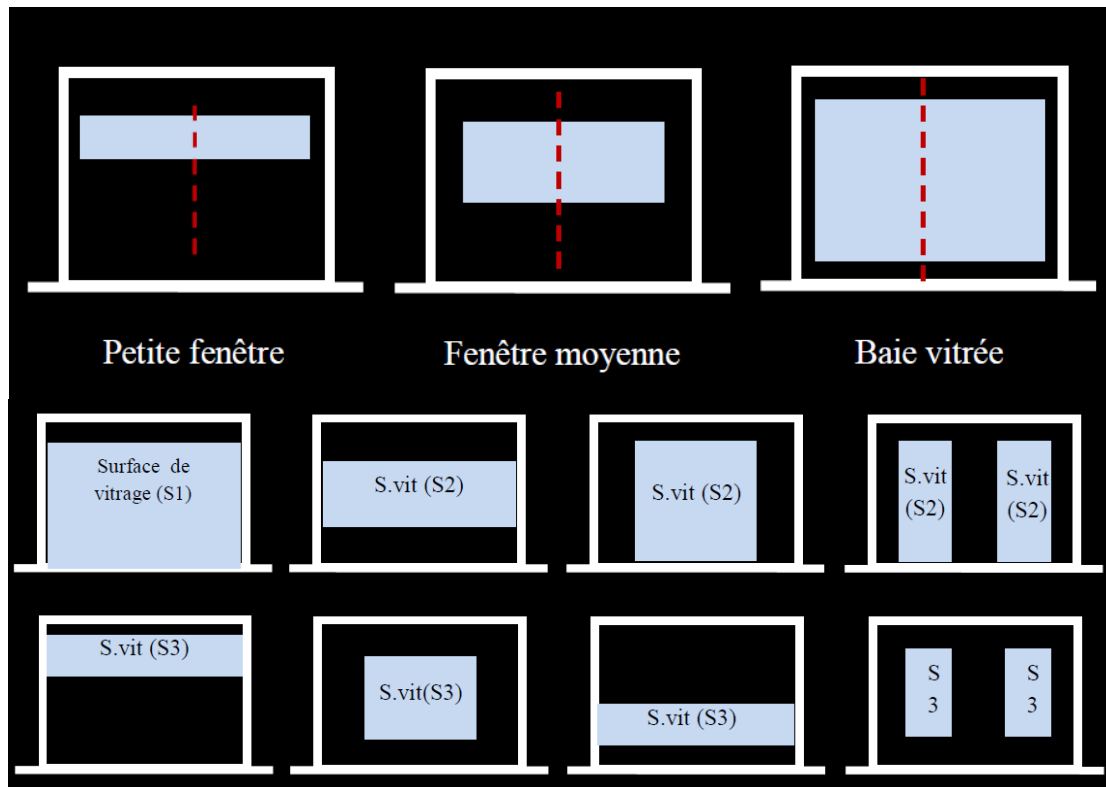 Petite fenêtre
Fenêtre moyenne
Baie vitrée
Surface de
vitrage (S1)
S.vit (S2)
S.vit (S2)
S.vit
(S2)
S.vit
(S2)
S.vit (S3)
S.vit(S3)
S.vit (S3)
S
3
S
3